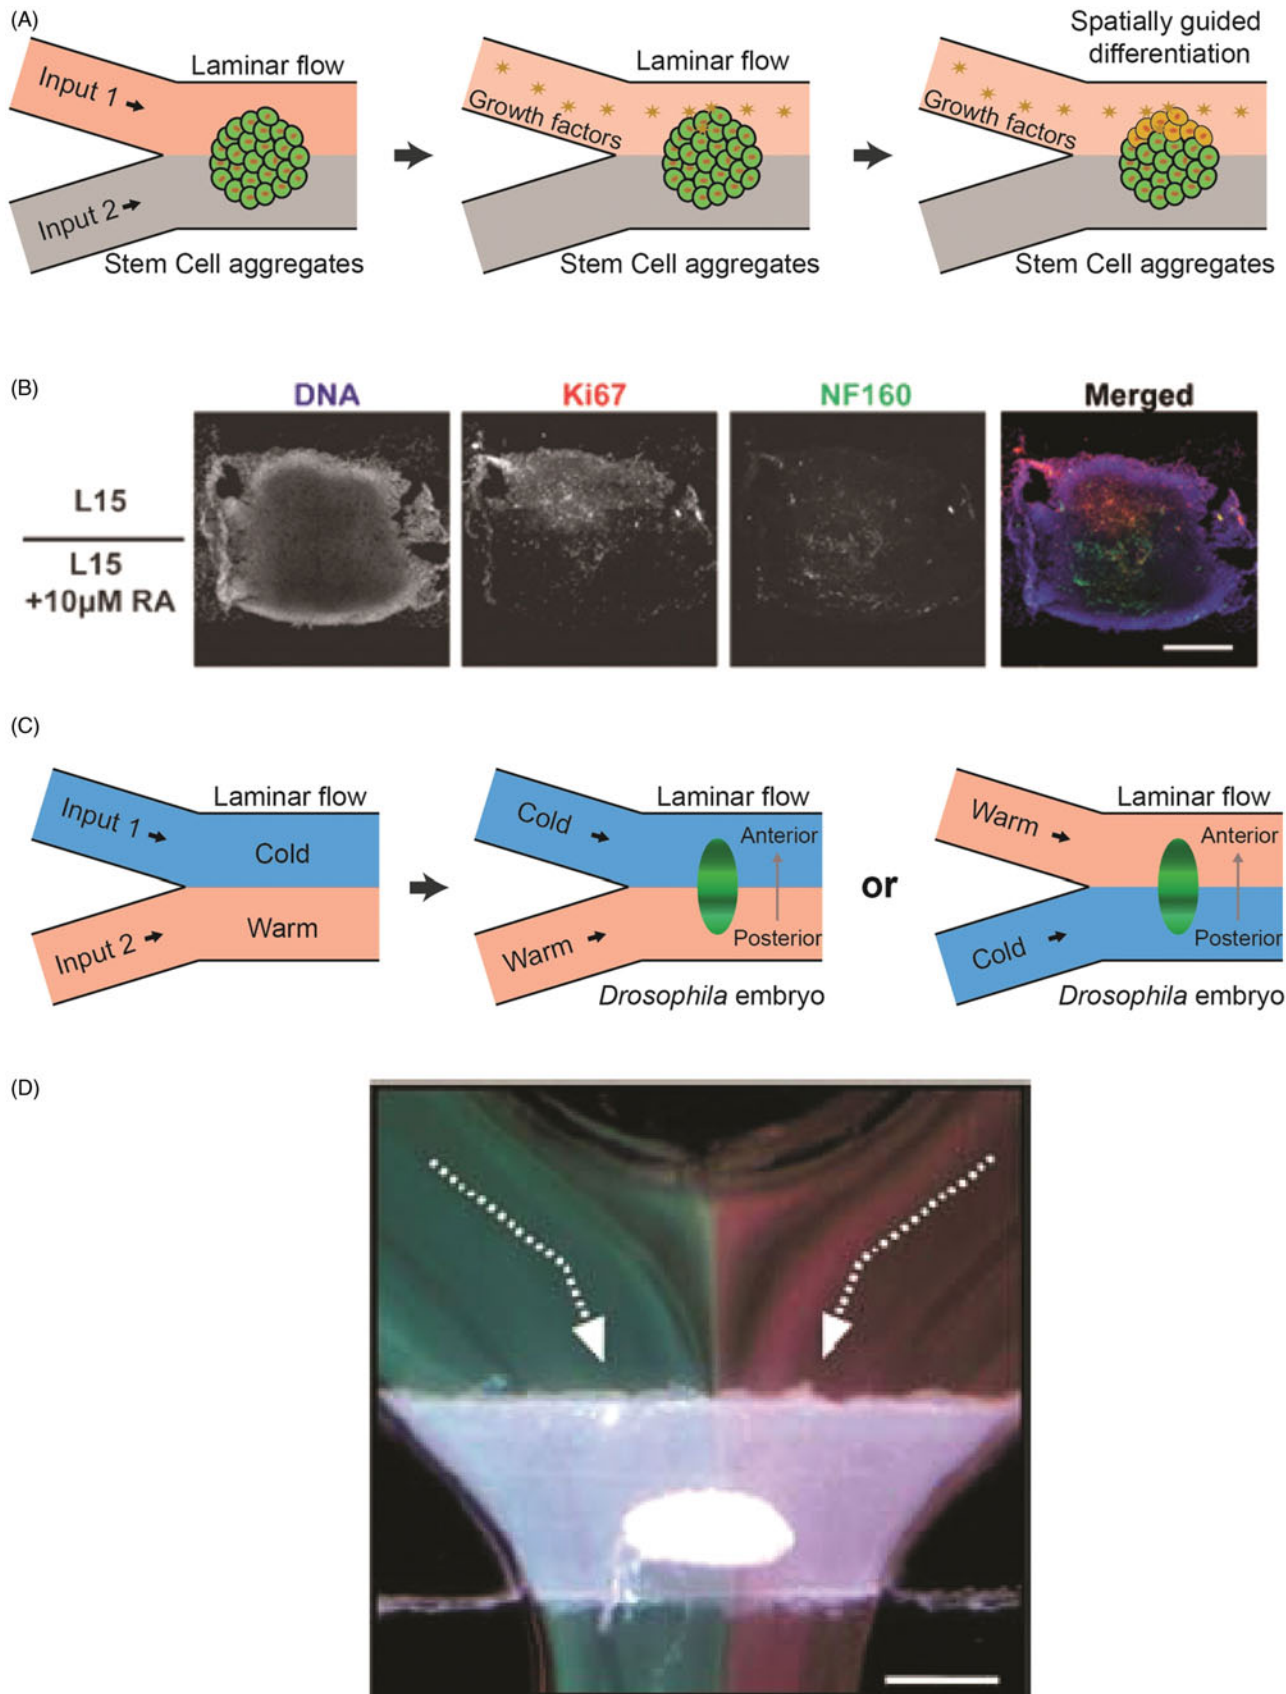 (A)
Input 1
Laminar flow
Input 2
Stem Cell aggregates
Laminar flow
Growth factors
Stem Cell aggregates
Spatially guided
differentiation
Growth factors
Stem Cell aggregates
(B)
DNA
Ki67
NF160
Merged
L15
L15
+10μM RA
(C)
Input 1
Laminar flow
Cold
Input 2
Warm
Cold
Laminar flow
Anterior
Warm
Posterior
Drosophila embryo
or
Warm
Laminar flow
Anterior
Cold
Posterior
Drosophila embryo
(D)